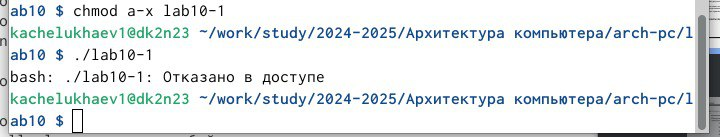 ab10 $ chmod a-x lab10-1
kachelukhaev1@dk2n23 ~/work/study/2024-2025/Архитектура компьютера/arch-pc/l
ab10 $ ./lab10-1
bash: ./lab10-1: Отказано в доступе
kachelukhaev1@dk2n23 ~/work/study/2024-2025/Архитектура компьютера/arch-pc/l
ab10 $